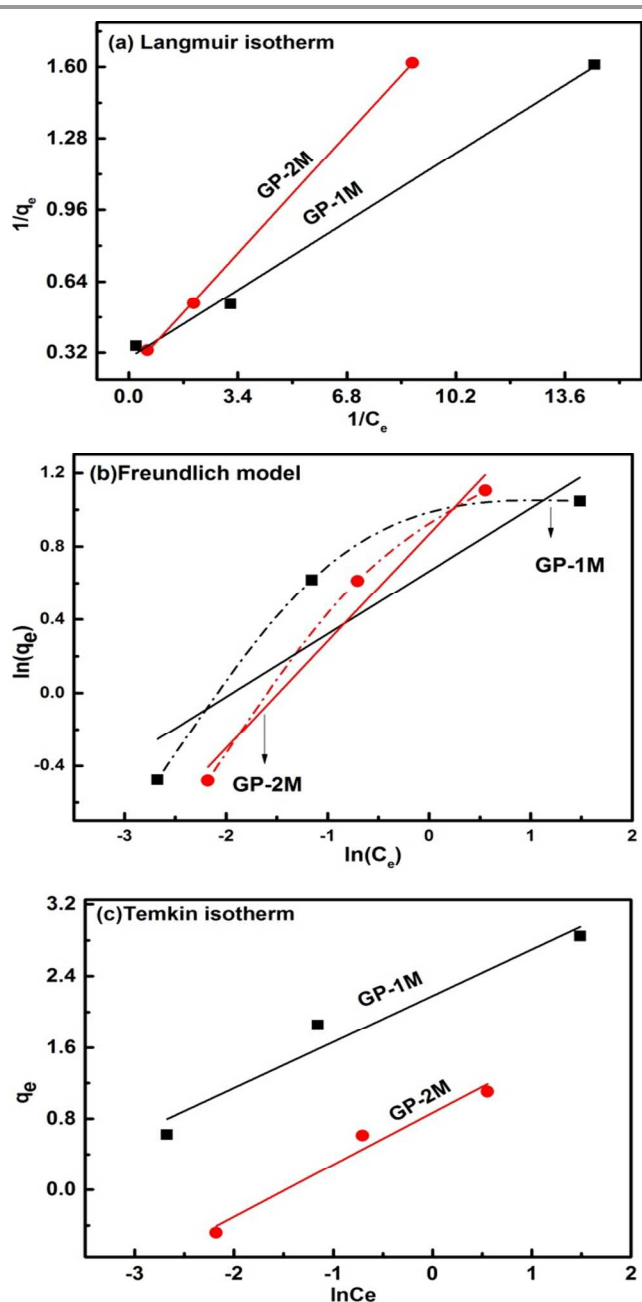 (a) Langmuir isotherm
1.60
1.28
0.96
0.64
0.32
1/qe
GP-2M
GP-1M
0.0 3.4 6.8 10.2 13.6
1/Ce
(b)Freundlich model
1.2
0.8
0.4
0.0
-0.4
ln(qe)
GP-1M
GP-2M
-3 -2 -1 0 1 2
ln(Ce)
(c)Temkin isotherm
3.2
2.4
1.6
0.8
0.0
qe
GP-1M
GP-2M
-3 -2 -1 0 1 2
lnCe